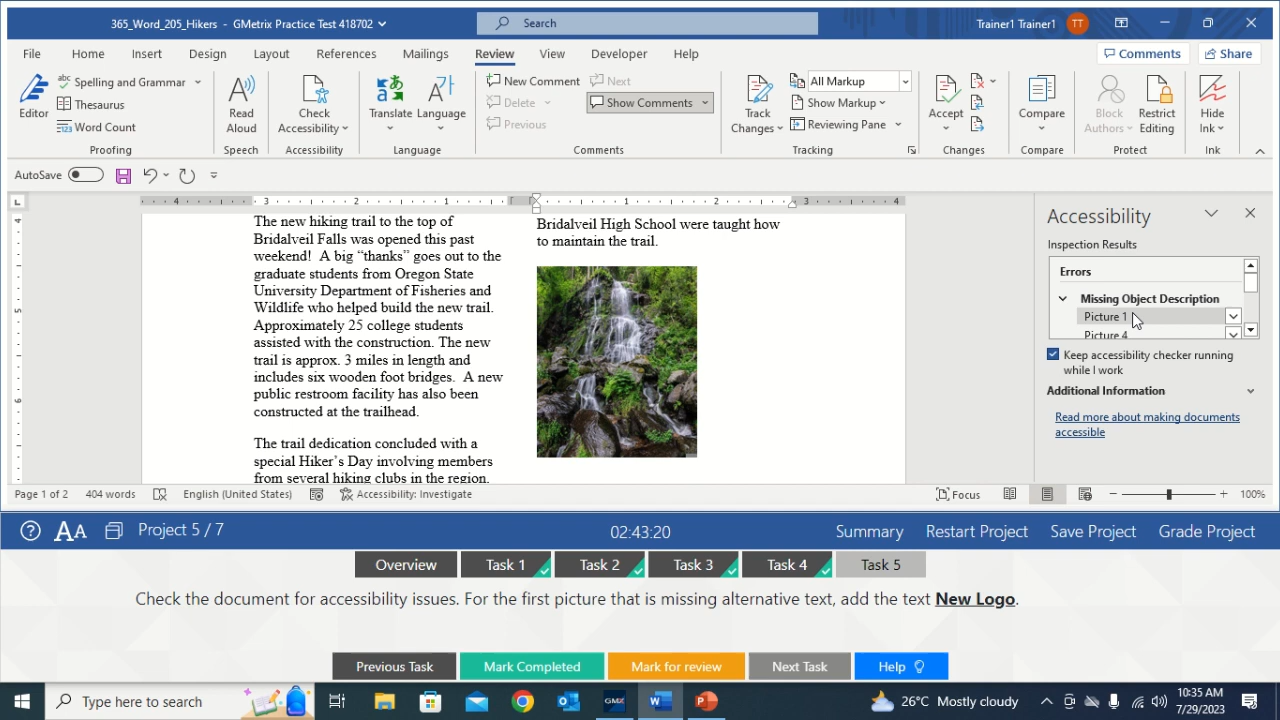 365_Word_205_Hikers - GMetrix Practice Test 418702
Search
Trainer1 Trainer1
TT
File Home Insert Design Layout References Mailings Review View Developer Help
Comments
Share
Editor
abc Spelling and Grammar
Thesaurus
123 Word Count
Proofing
Read Aloud
Speech
Check Accessibility
Accessibility
Translate
Language
Language
New Comment
Delete
Previous
Next
Show Comments
Comments
Track Changes
All Markup
Show Markup
Reviewing Pane
Tracking
Accept
Changes
Compare
Compare
Block Authors
Restrict Editing
Protect
Hide Ink
Ink
AutoSave
The new hiking trail to the top of
Bridalveil Falls was opened this past
weekend! A big “thanks” goes out to the
graduate students from Oregon State
University Department of Fisheries and
Wildlife who helped build the new trail.
Approximately 25 college students
assisted with the construction. The new
trail is approx. 3 miles in length and
includes six wooden foot bridges. A new
public restroom facility has also been
constructed at the trailhead.
The trail dedication concluded with a
special Hiker’s Day involving members
from several hiking clubs in the region.
Bridalveil High School were taught how
to maintain the trail.
Accessibility
Inspection Results
Errors
Missing Object Description
Picture 1
Picture 4
Keep accessibility checker running
while I work
Additional Information
Read more about making documents
accessible
Page 1 of 2 404 words English (United States) Accessibility: Investigate
Focus
100%
Project 5 / 7
02:43:20
Summary Restart Project Save Project Grade Project
Overview Task 1 Task 2 Task 3 Task 4 Task 5
Check the document for accessibility issues. For the first picture that is missing alternative text, add the text New Logo.
Previous Task Mark Completed Mark for review Next Task Help
Type here to search
GMX
26°C Mostly cloudy
10:35 AM
7/29/2023